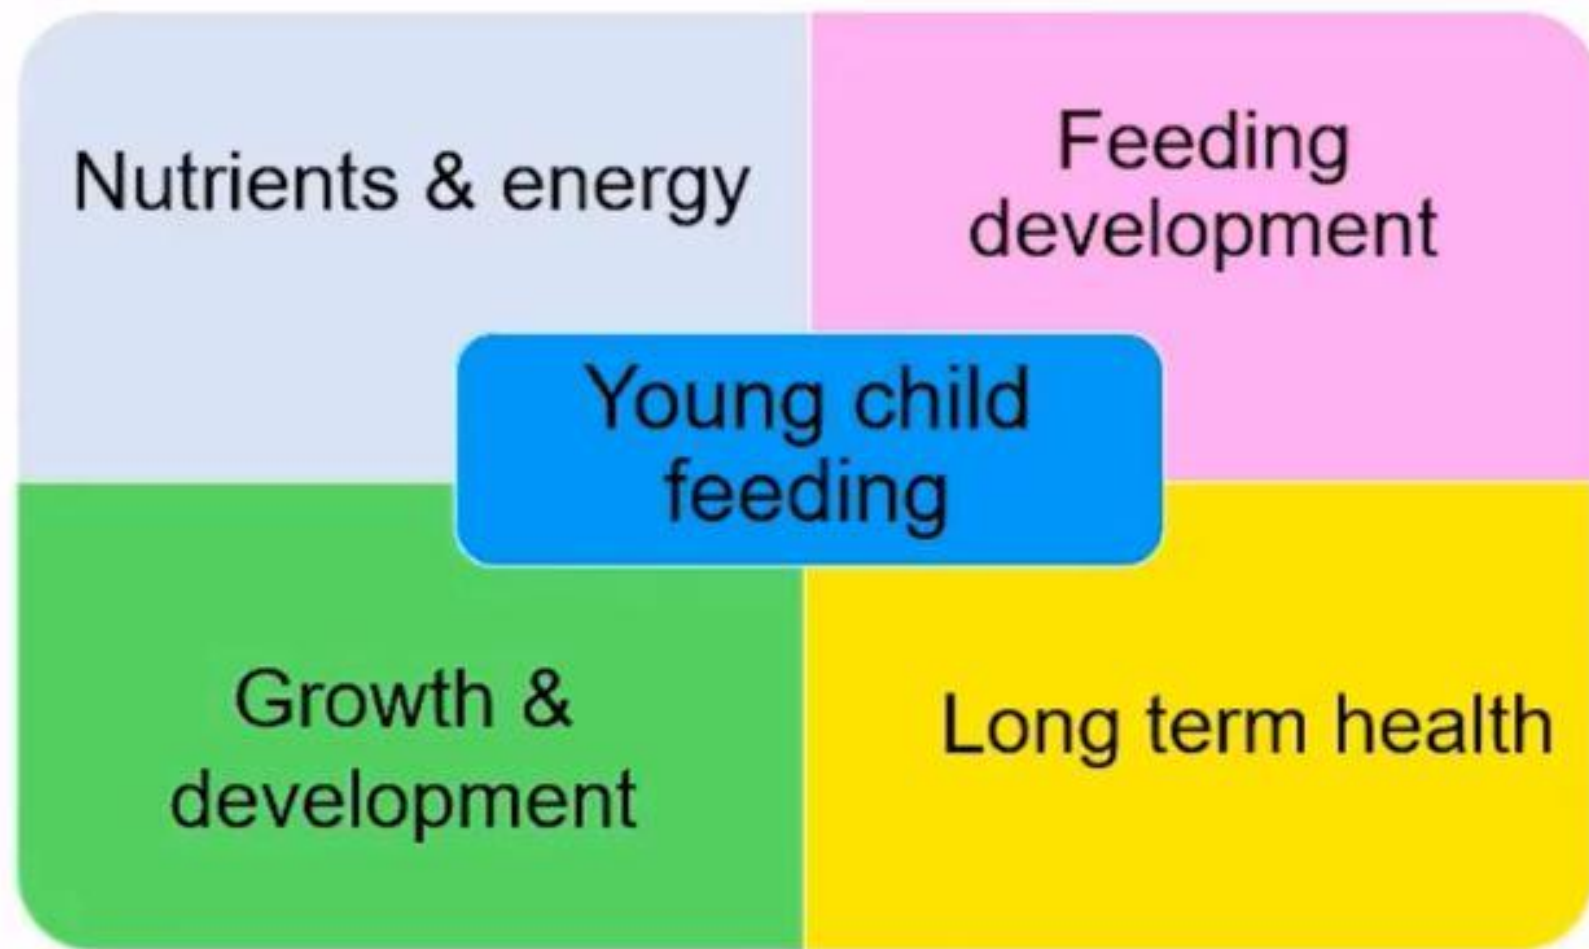 Nutrients & energy
Feeding
development
Young child
feeding
Growth &
development
Long term health